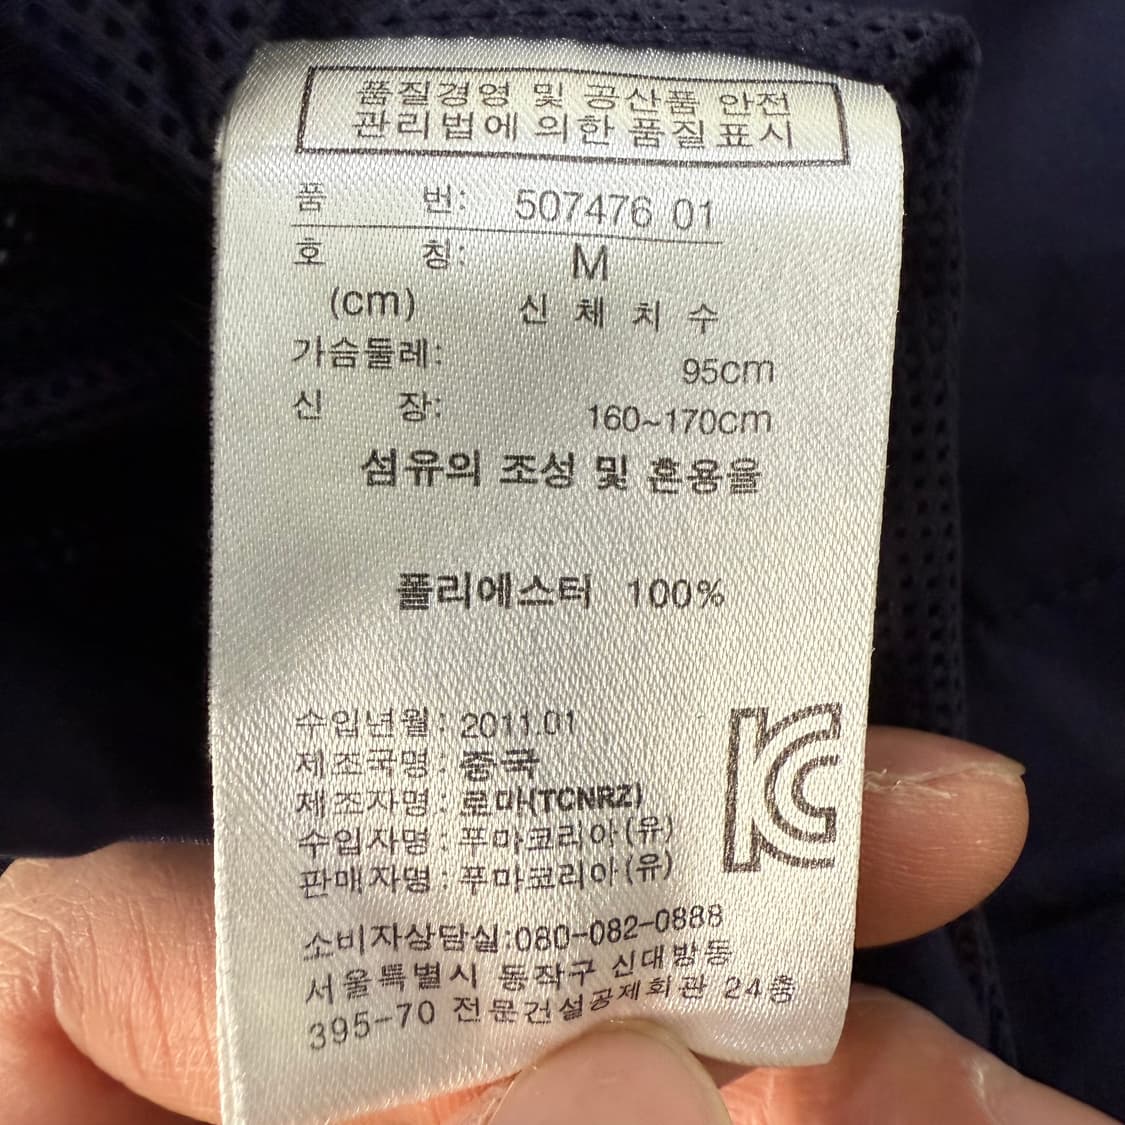 품질경영 및 공산품 안전
관리법에 의한 품질표시
품 번: 507476 01
호 칭: M
(cm) 신 체 치 수
가슴둘레: 95cm
신 장: 160~170cm
섬유의 조성 및 혼용율
폴리에스터 100%
수입년월: 2011.01
제조국명: 중국
제조자명: 로마(TCNRZ)
수입자명: 푸마코리아(유)
판매자명: 푸마코리아(유)
KC
소비자상담실:080-082-0888
서울특별시 동작구 신대방동
395-70 전문건설공제회관 24층